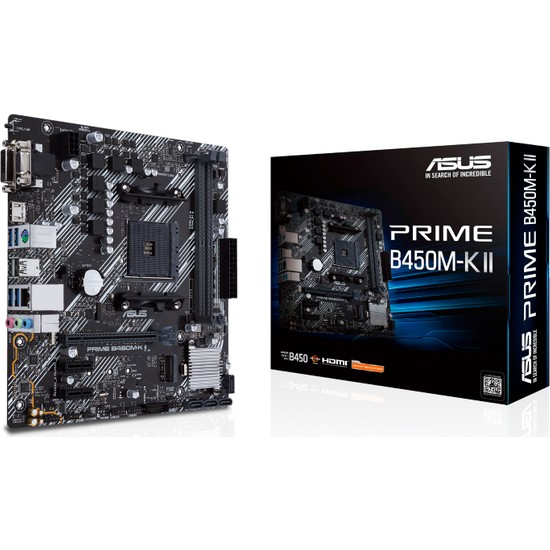 ASUS
PRIME B450M-K II
ASUS
IN SEARCH OF INCREDIBLE
PRIME
B450M-K II
B450
HDMI
PRIME B450M-K II
ASUS
IN SEARCH OF INCREDIBLE